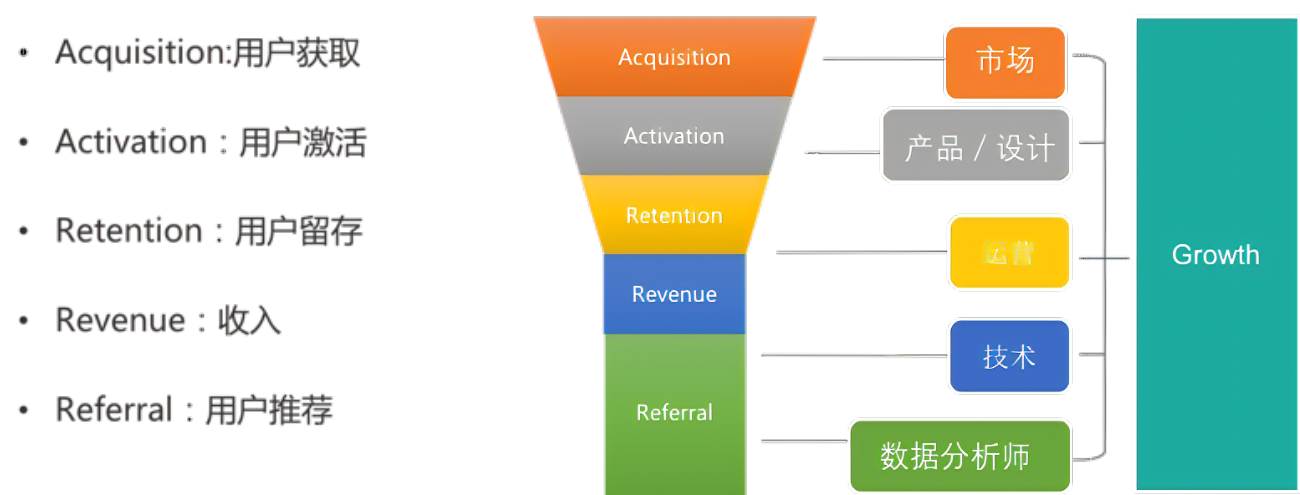 • Acquisition:用户获取
• Activation：用户激活
• Retention：用户留存
• Revenue：收入
• Referral：用户推荐
Acquisition
Activation
Retention
Revenue
Referral
市场
产品 / 设计
运营
技术
数据分析师
Growth